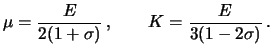 μ = E / 2(1 + σ) ,    K = E / 3(1 − 2σ) .